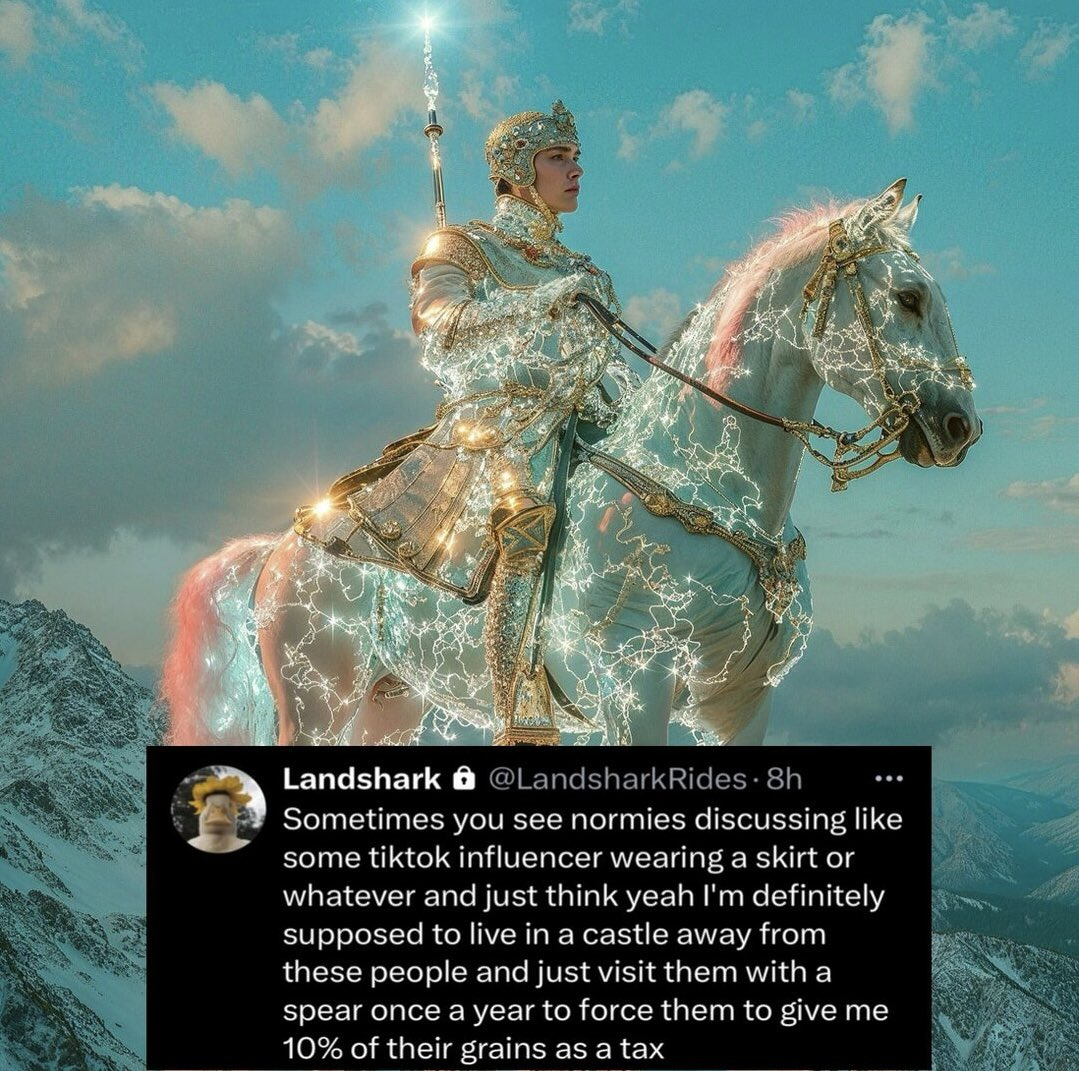 Landshark 🔒 @LandsharkRides · 8h
Sometimes you see normies discussing like
some tiktok influencer wearing a skirt or
whatever and just think yeah I'm definitely
supposed to live in a castle away from
these people and just visit them with a
spear once a year to force them to give me
10% of their grains as a tax